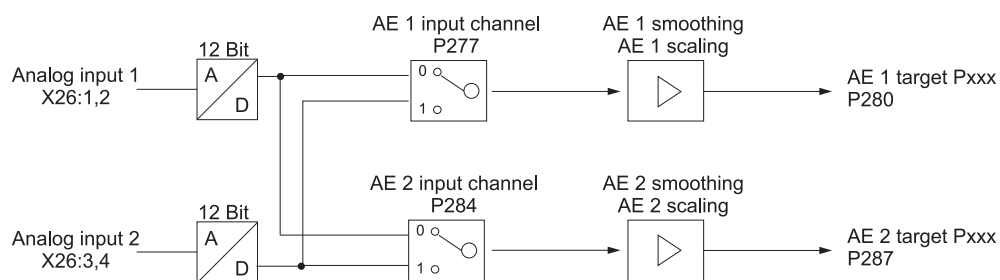 AE 1 input channel
P277
AE 1 smoothing
AE 1 scaling
12 Bit
Analog input 1
X26:1,2
A
D
0
1
AE 1 target Pxxx
P280
AE 2 input channel
P284
AE 2 smoothing
AE 2 scaling
12 Bit
Analog input 2
X26:3,4
A
D
0
1
AE 2 target Pxxx
P287